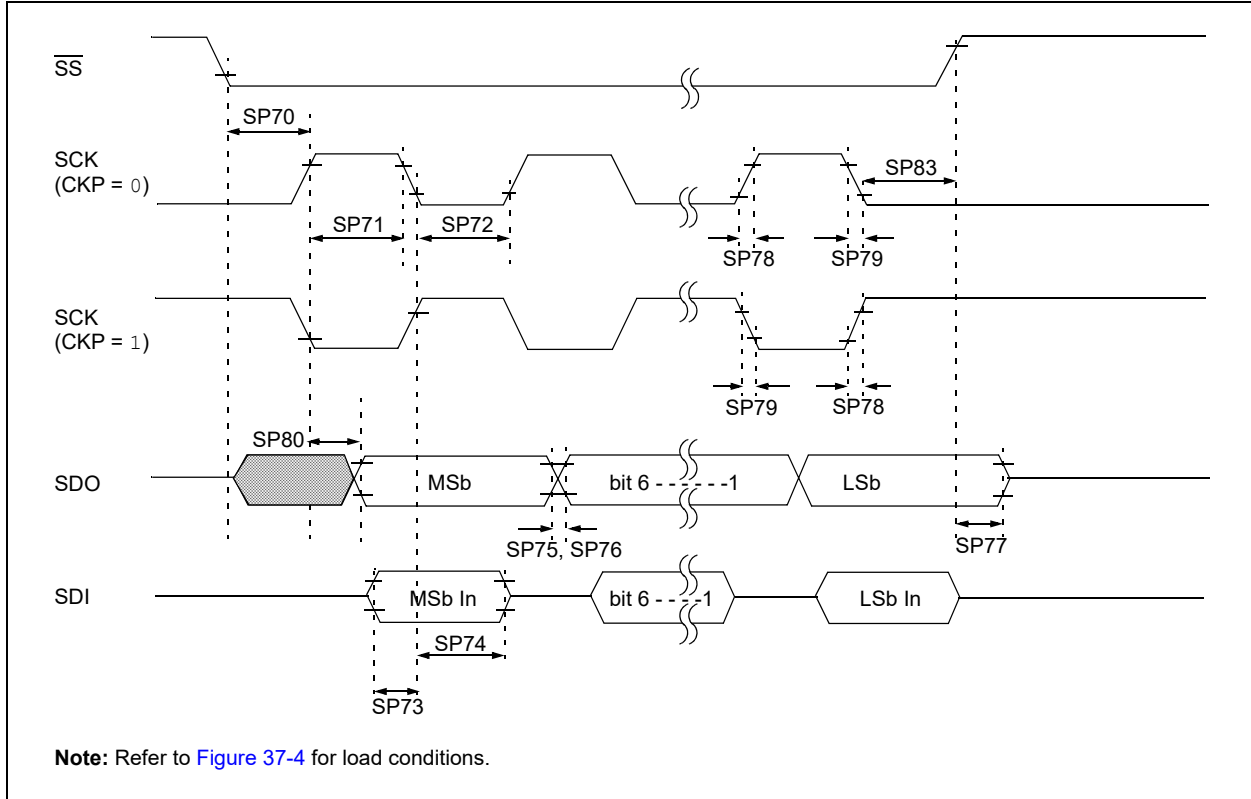 SS
SP70
SCK
(CKP = 0)
SP83
SP71
SP72
SP78
SP79
SCK
(CKP = 1)
SP79
SP78
SP80
SDO
MSb
bit 6 - - - - - -1
LSb
SP75, SP76
SP77
SDI
MSb In
bit 6 - - - -1
LSb In
SP74
SP73
Note: Refer to Figure 37-4 for load conditions.